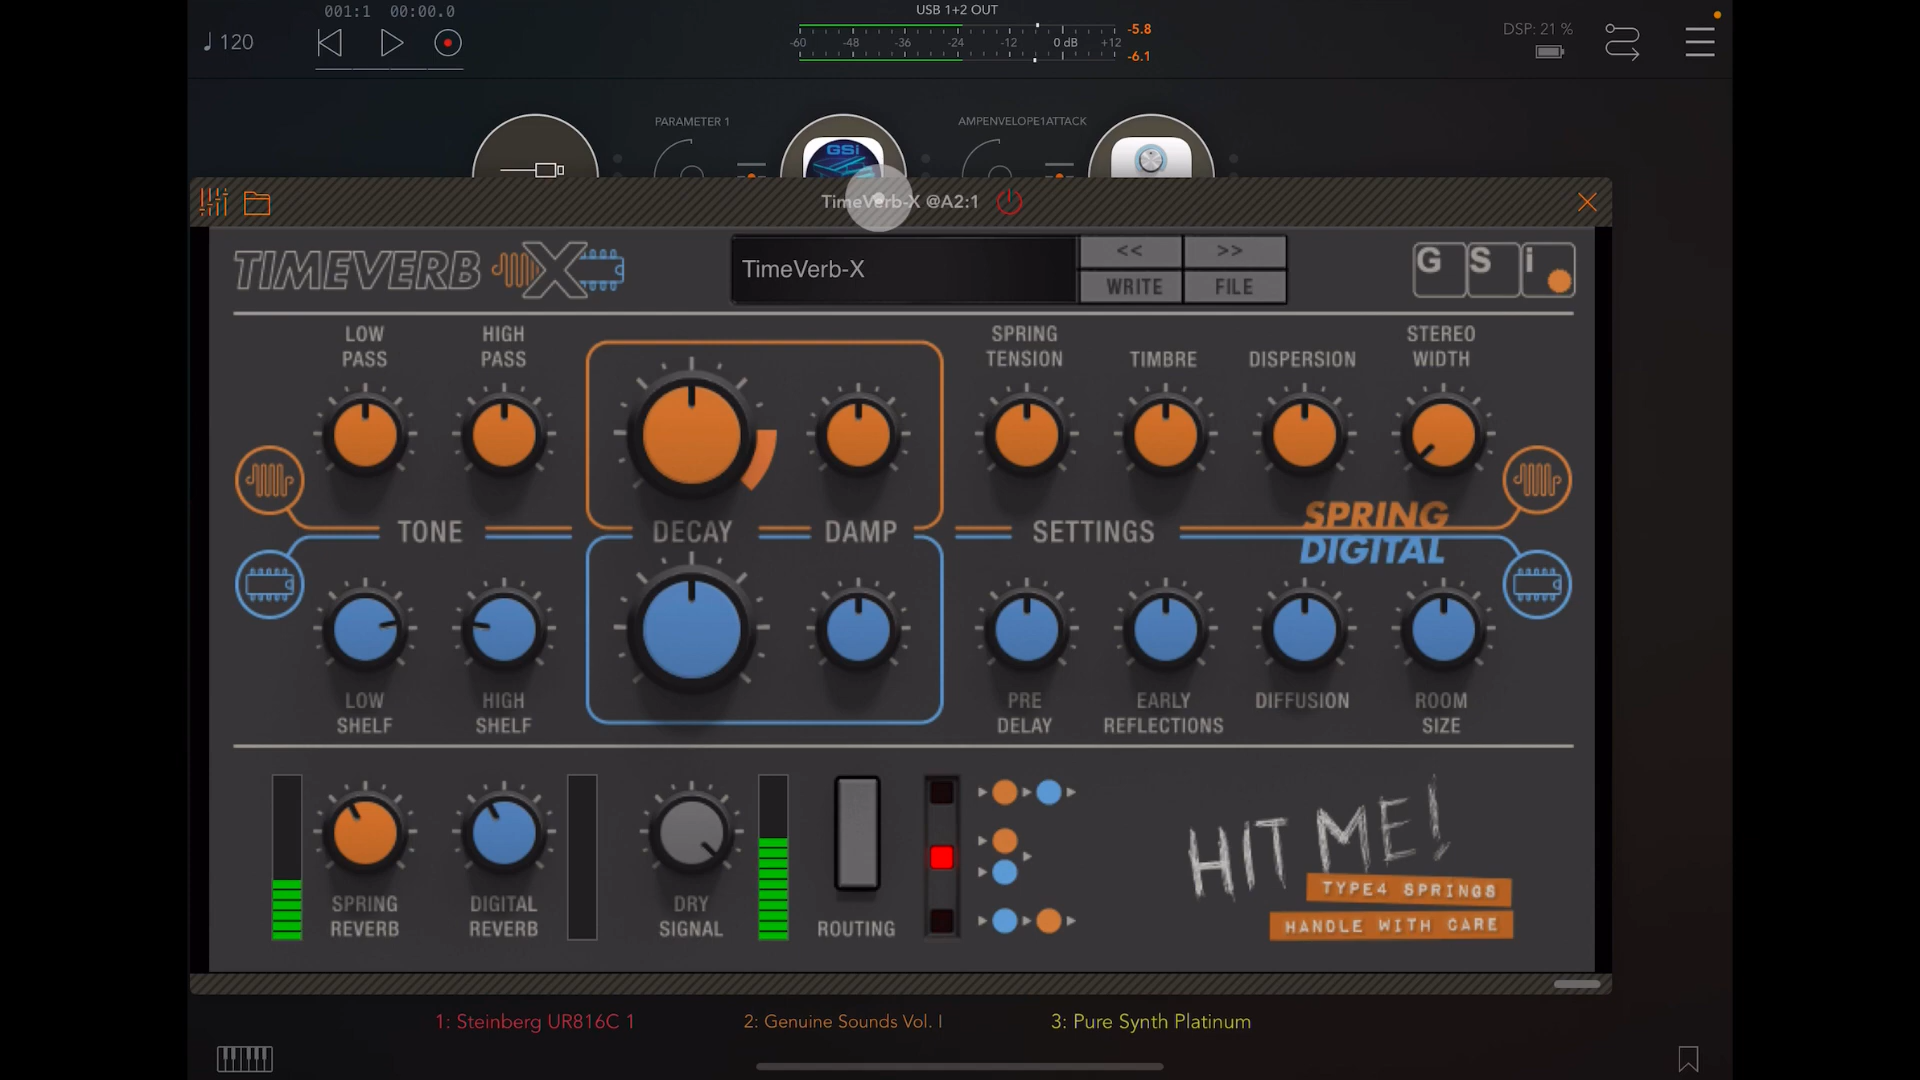 USB 1+2 OUT
001:1 00:00.0
120
-60 -48 -36 -24 -12 0 dB +12
-5.8
-6.1
DSP: 21 %
PARAMETER 1
AMPENVELOPE1ATTACK
GSi
TimeVerb-X @A2:1
TIMEVERB X
TimeVerb-X
<< >>
WRITE FILE
G S i
LOW PASS
HIGH PASS
SPRING TENSION
TIMBRE
DISPERSION
STEREO WIDTH
TONE DECAY DAMP SETTINGS
SPRING
DIGITAL
LOW SHELF
HIGH SHELF
PRE DELAY
EARLY REFLECTIONS
DIFFUSION
ROOM SIZE
SPRING REVERB
DIGITAL REVERB
DRY SIGNAL
ROUTING
HIT ME!
TYPE4 SPRINGS
HANDLE WITH CARE
1: Steinberg UR816C 1
2: Genuine Sounds Vol. I
3: Pure Synth Platinum